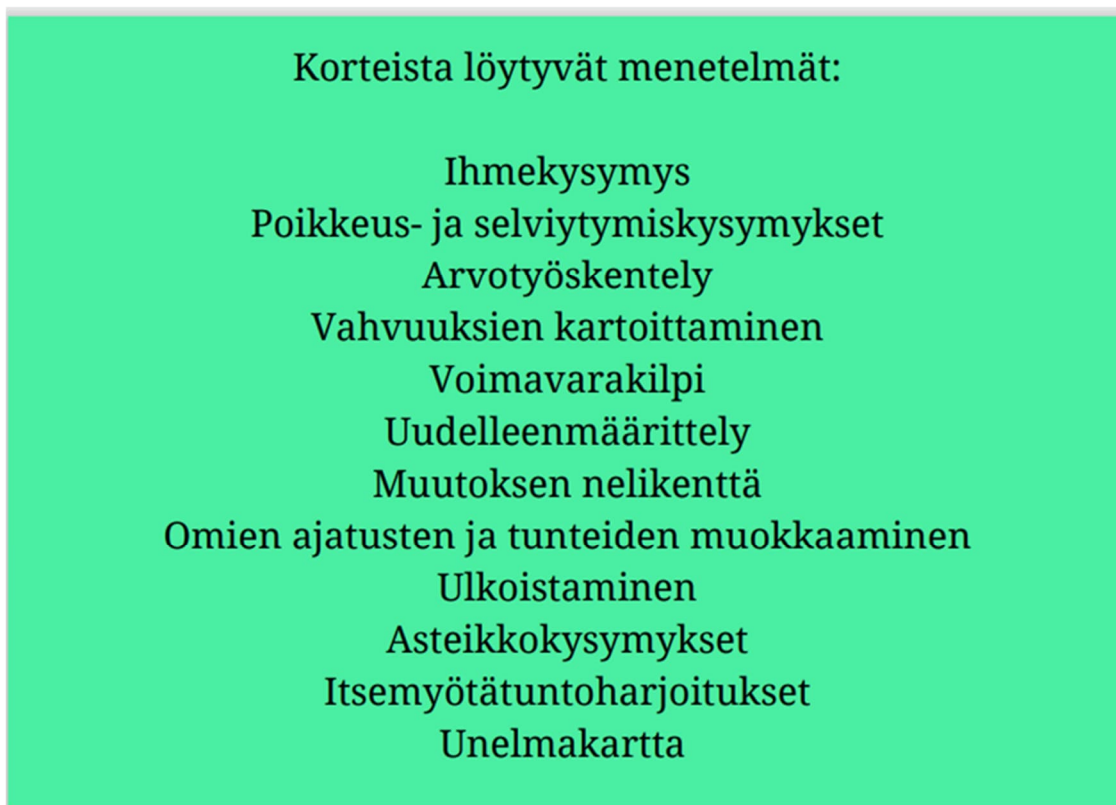 Korteista löytyvät menetelmät:
Ihmekysymys
Poikkeus- ja selviytymiskysymykset
Arvotyöskentely
Vahvuuksien kartoittaminen
Voimavarakilpi
Uudelleenmäärittely
Muutoksen nelikenttä
Omien ajatusten ja tunteiden muokkaaminen
Ulkoistaminen
Asteikkokysymykset
Itsemyötätuntoharjoitukset
Unelmakartta